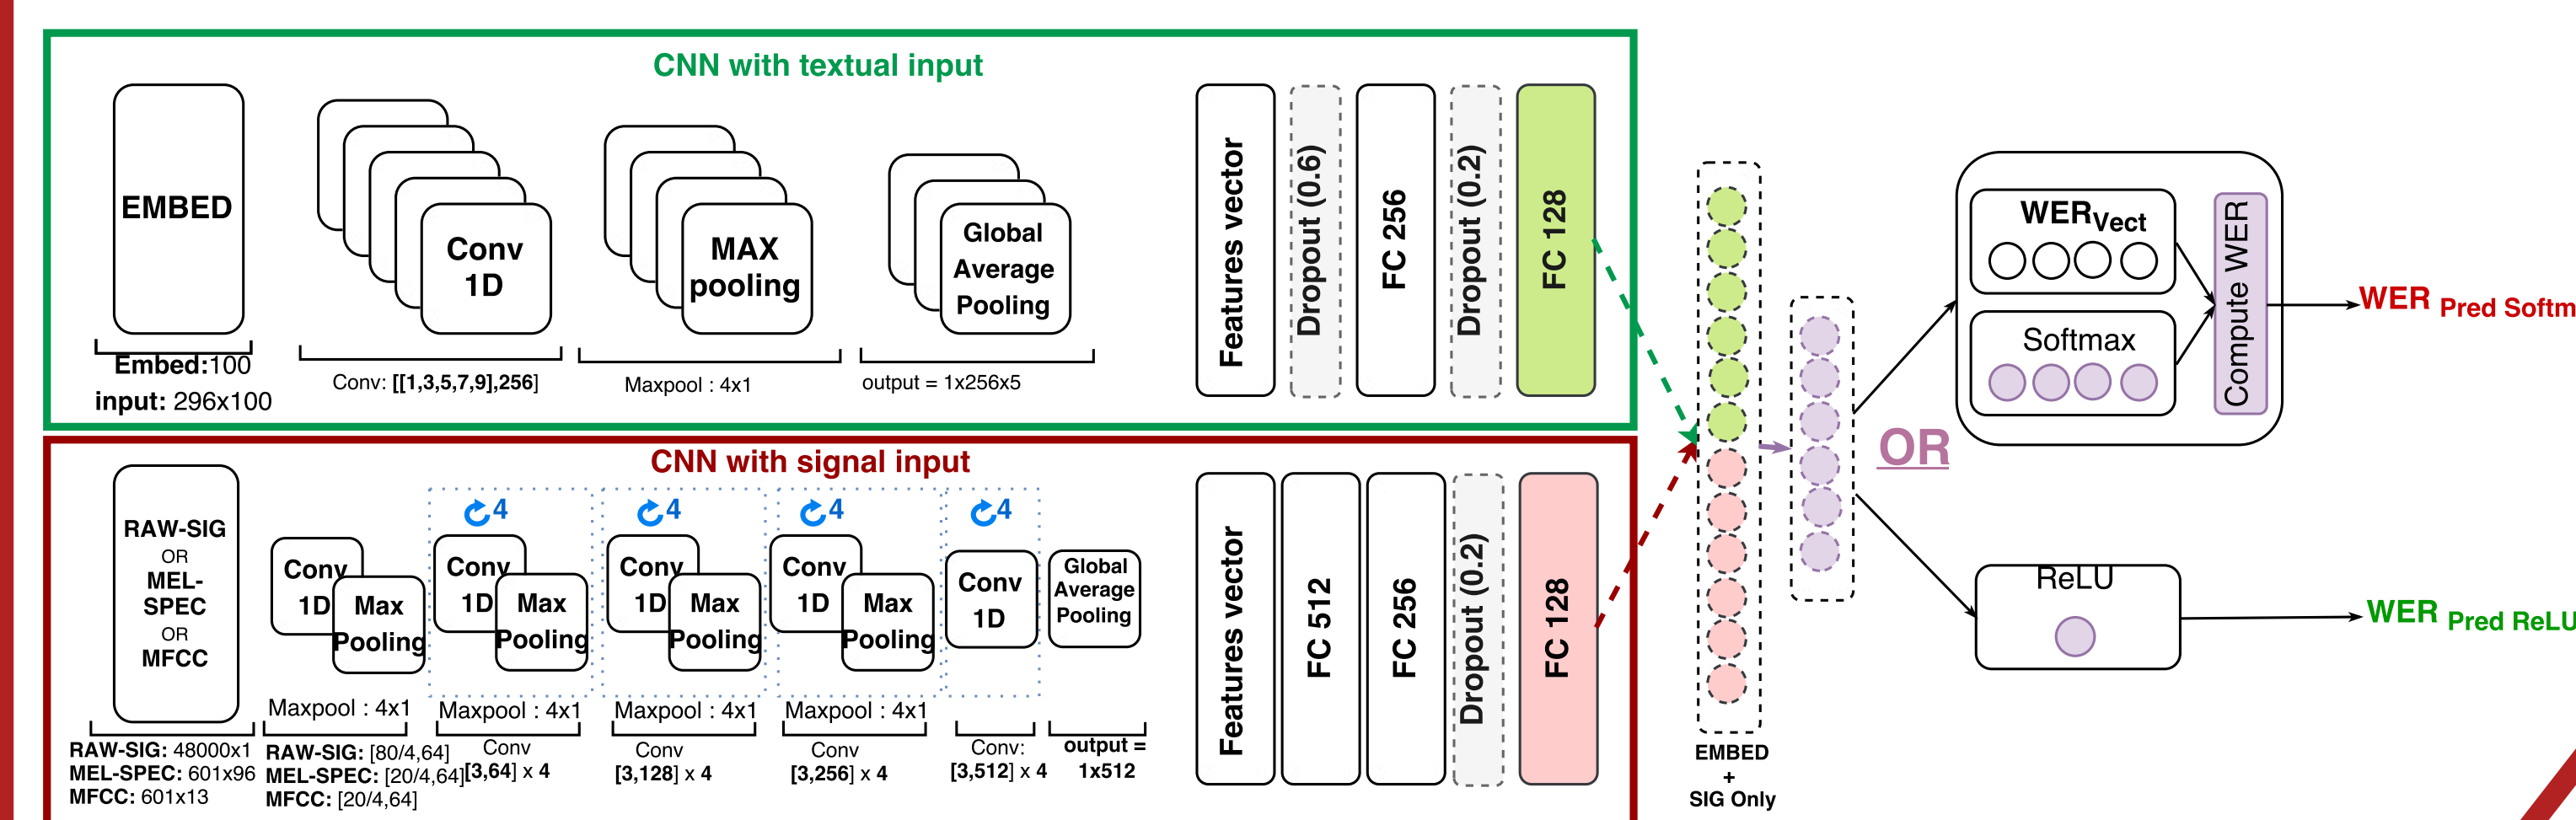 CNN with textual input
EMBED
Embed:100
input: 296x100
Conv
1D
Conv: [[1,3,5,7,9],256]
MAX
pooling
Maxpool : 4x1
Global
Average
Pooling
output = 1x256x5
Features vector
Dropout (0.6)
FC 256
Dropout (0.2)
FC 128
CNN with signal input
RAW-SIG
OR
MEL-
SPEC
OR
MFCC
RAW-SIG: 48000x1
MEL-SPEC: 601x96
MFCC: 601x13
Conv
1D
Max
Pooling
Maxpool : 4x1
RAW-SIG: [80/4,64]
MEL-SPEC: [20/4,64]
MFCC: [20/4,64]
4
Conv
1D
Max
Pooling
Maxpool : 4x1
Conv
[3,64] x 4
4
Conv
1D
Max
Pooling
Maxpool : 4x1
Conv
[3,128] x 4
4
Conv
1D
Max
Pooling
Maxpool : 4x1
Conv
[3,256] x 4
4
Conv
1D
Conv:
[3,512] x 4
Global
Average
Pooling
output =
1x512
Features vector
FC 512
FC 256
Dropout (0.2)
FC 128
EMBED
+
SIG Only
OR
WERVect
Softmax
Compute WER
WER Pred Softm
ReLU
WER Pred ReLU